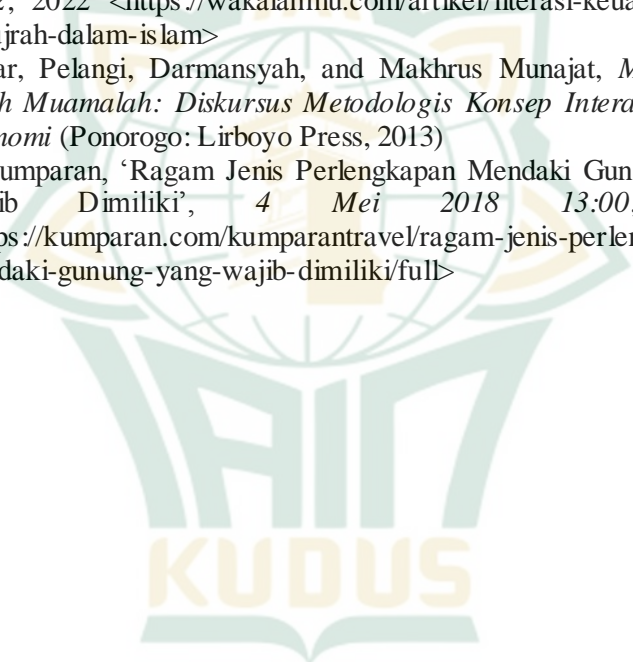 2022 <https://wakalahmu.com/artikel/literasi-keua
jrah-dalam-islam>
ar, Pelangi, Darmansyah, and Makhrus Munajat, M
h Muamalah: Diskursus Metodologis Konsep Intera
nomi (Ponorogo: Lirboyo Press, 2013)
umparan, ‘Ragam Jenis Perlengkapan Mendaki Gun
ib Dimiliki’, 4 Mei 2018 13:00,
ps://kumparan.com/kumparantravel/ragam-jenis-perlen
daki-gunung-yang-wajib-dimiliki/full>
IAIN
KUDUS